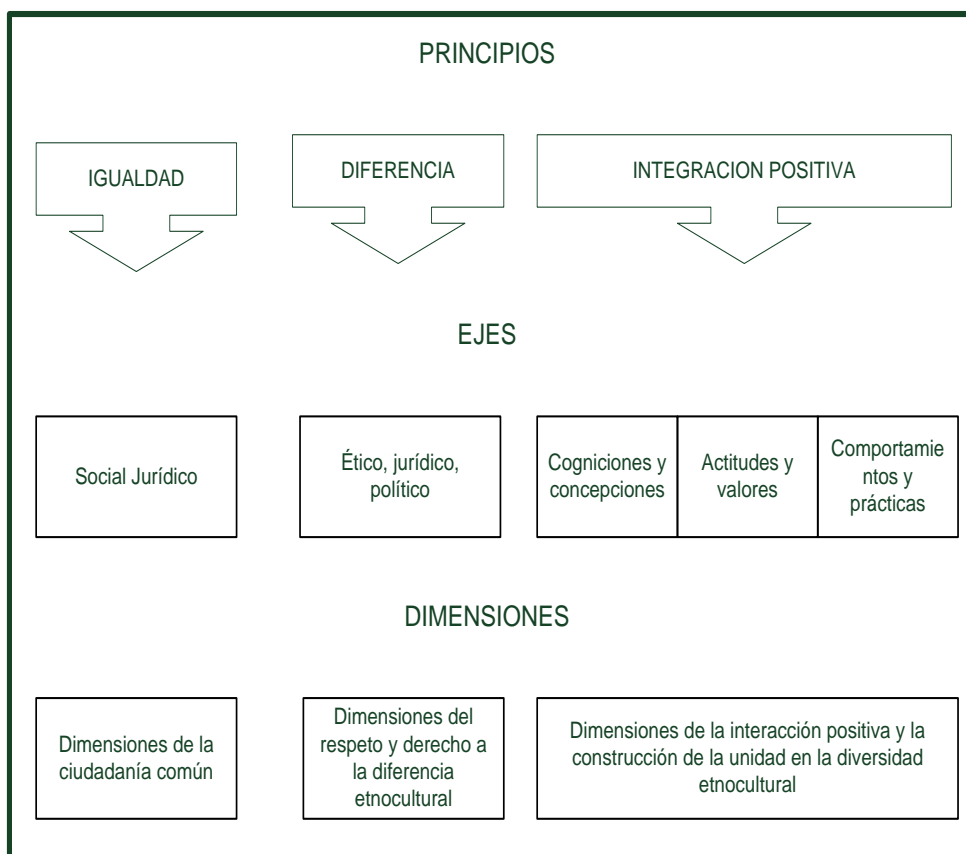 PRINCIPIOS
IGUALDAD
DIFERENCIA
INTEGRACION POSITIVA
EJES
Social Jurídico
Ético, jurídico,
político
Cogniciones y
concepciones
Actitudes y
valores
Comportamie
ntos y
prácticas
DIMENSIONES
Dimensiones de la
ciudadanía común
Dimensiones del
respeto y derecho a
la diferencia
etnocultural
Dimensiones de la interacción positiva y la
construcción de la unidad en la diversidad
etnocultural